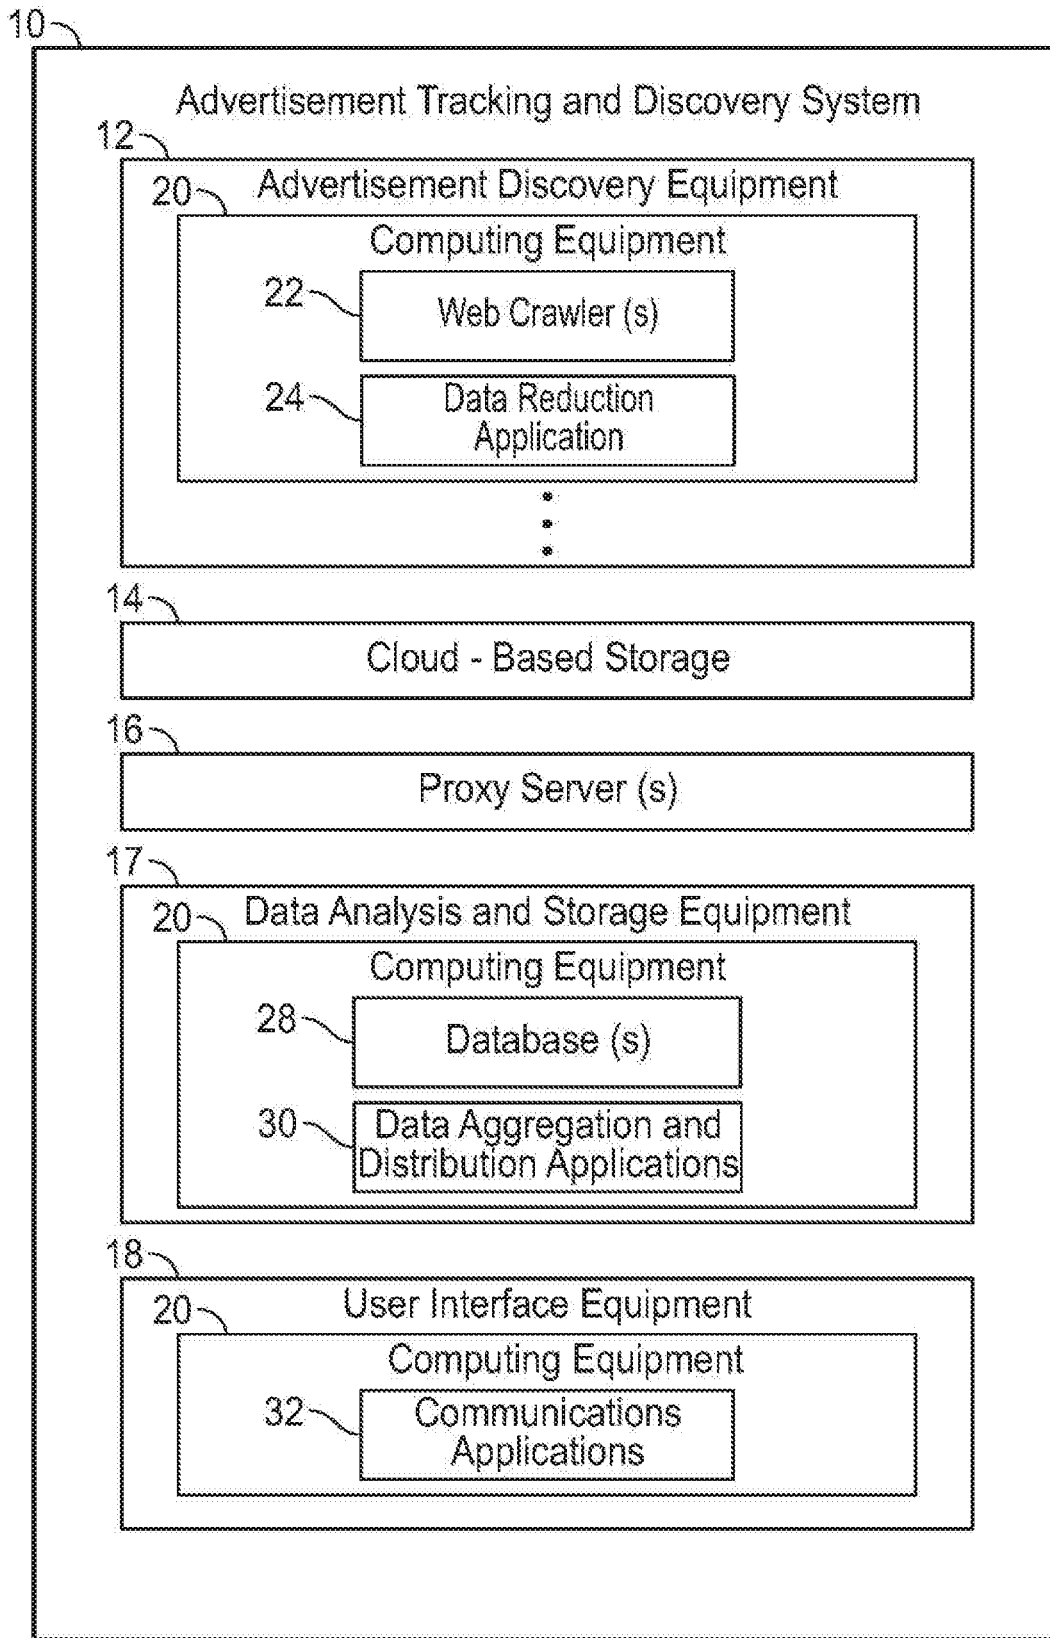 10
Advertisement Tracking and Discovery System
12
Advertisement Discovery Equipment
20
Computing Equipment
22
Web Crawler (s)
24
Data Reduction
Application
14
Cloud - Based Storage
16
Proxy Server (s)
17
Data Analysis and Storage Equipment
20
Computing Equipment
28
Database (s)
30
Data Aggregation and
Distribution Applications
18
User Interface Equipment
20
Computing Equipment
32
Communications
Applications